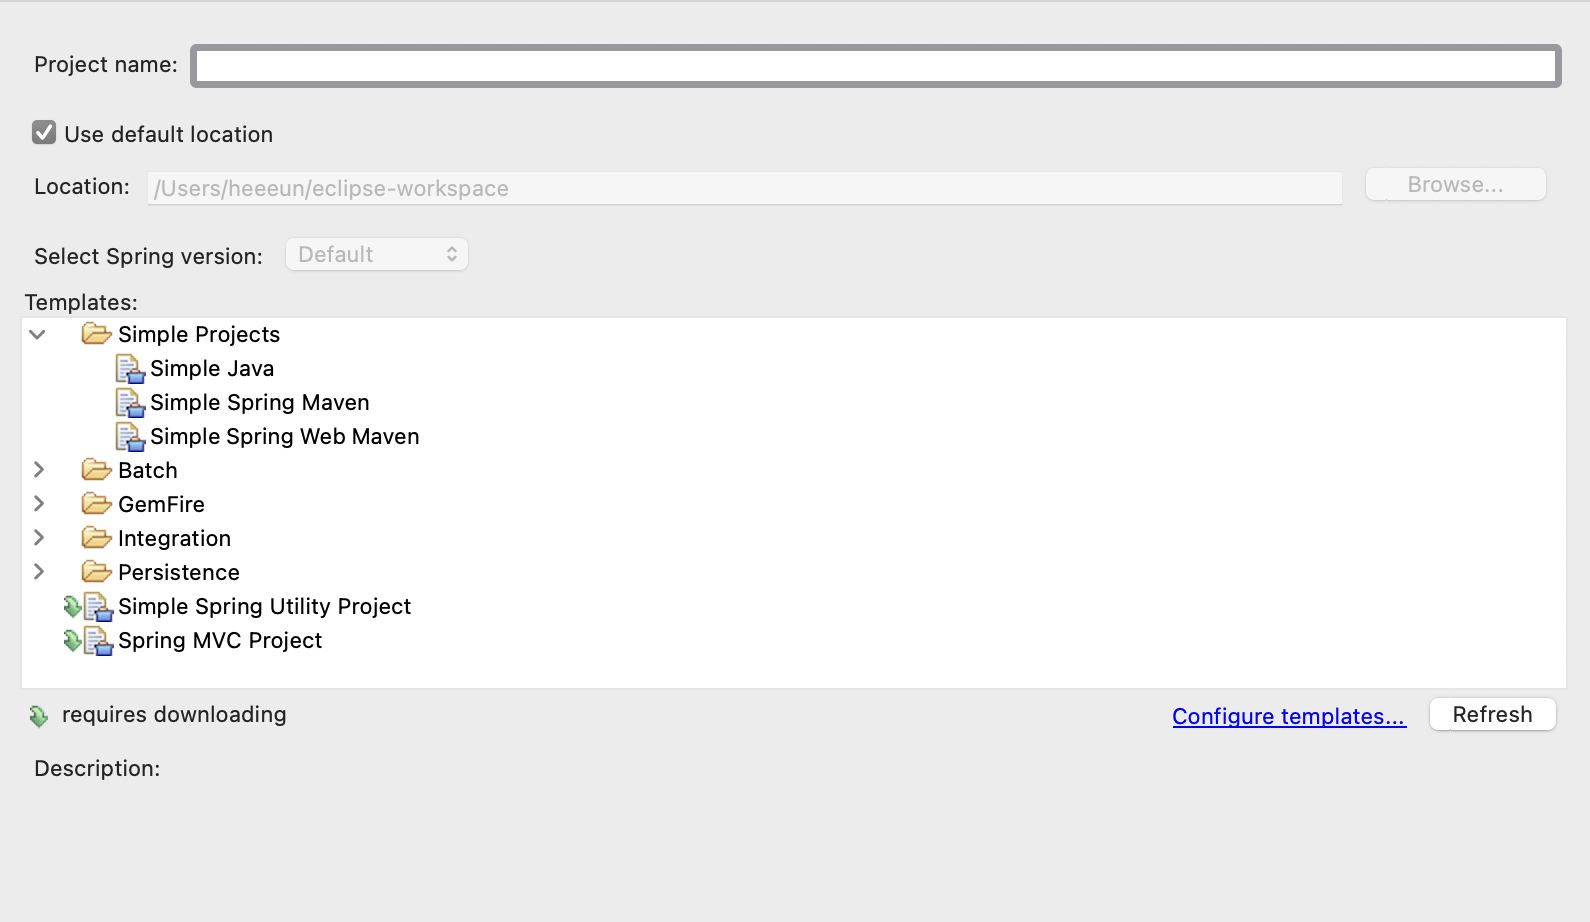 Project name:
Use default location
Location: /Users/heeeun/eclipse-workspace Browse...
Select Spring version: Default
Templates:
Simple Projects
Simple Java
Simple Spring Maven
Simple Spring Web Maven
Batch
GemFire
Integration
Persistence
Simple Spring Utility Project
Spring MVC Project
requires downloading Configure templates... Refresh
Description: